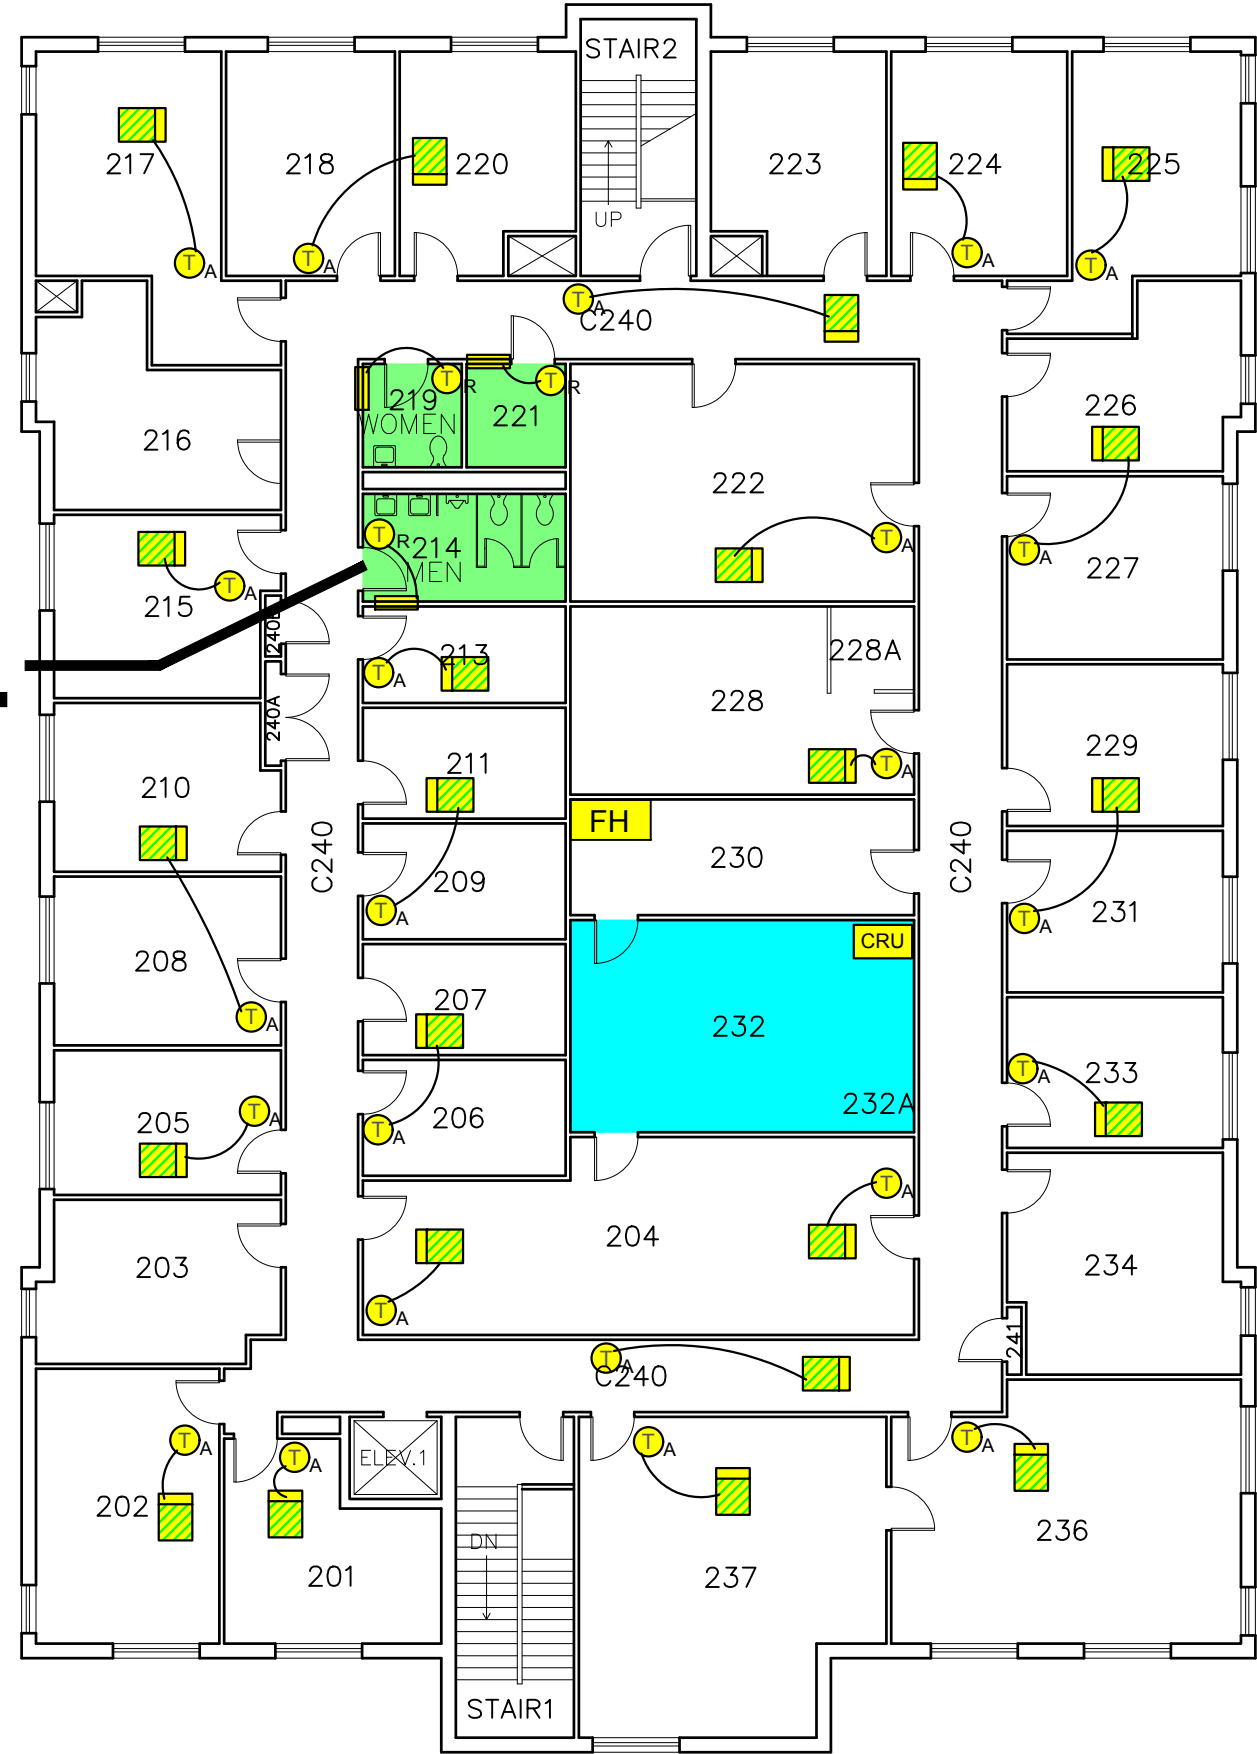 STAIR2
217
218
220
223
224
225
UP
T A
T A
T A
T A
T A
C240
219
WOMEN
T R
221
T R
216
222
226
T R
214
MEN
T A
T A
227
T A
215
240B
213
T A
228A
228
T A
240A
210
211
229
FH
230
C240
C240
209
T A
231
T A
208
CRU
232
207
T A
232A
206
T A
205
T A
233
T A
T A
204
T A
203
234
241
T A
C240
T A
202
T A
201
ELEV.1
T A
237
T A
236
DN
STAIR1